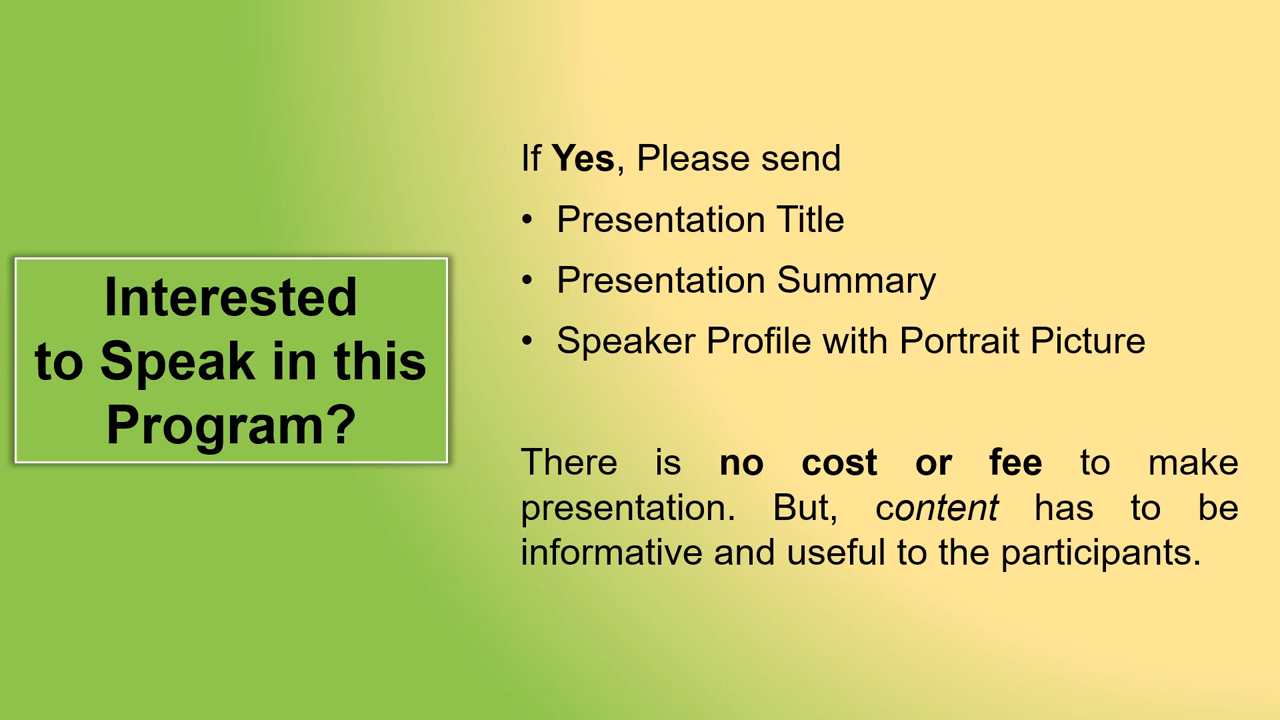 Interested
to Speak in this
Program?
If Yes, Please send
• Presentation Title
• Presentation Summary
• Speaker Profile with Portrait Picture
There is no cost or fee to make
presentation. But, content has to be
informative and useful to the participants.